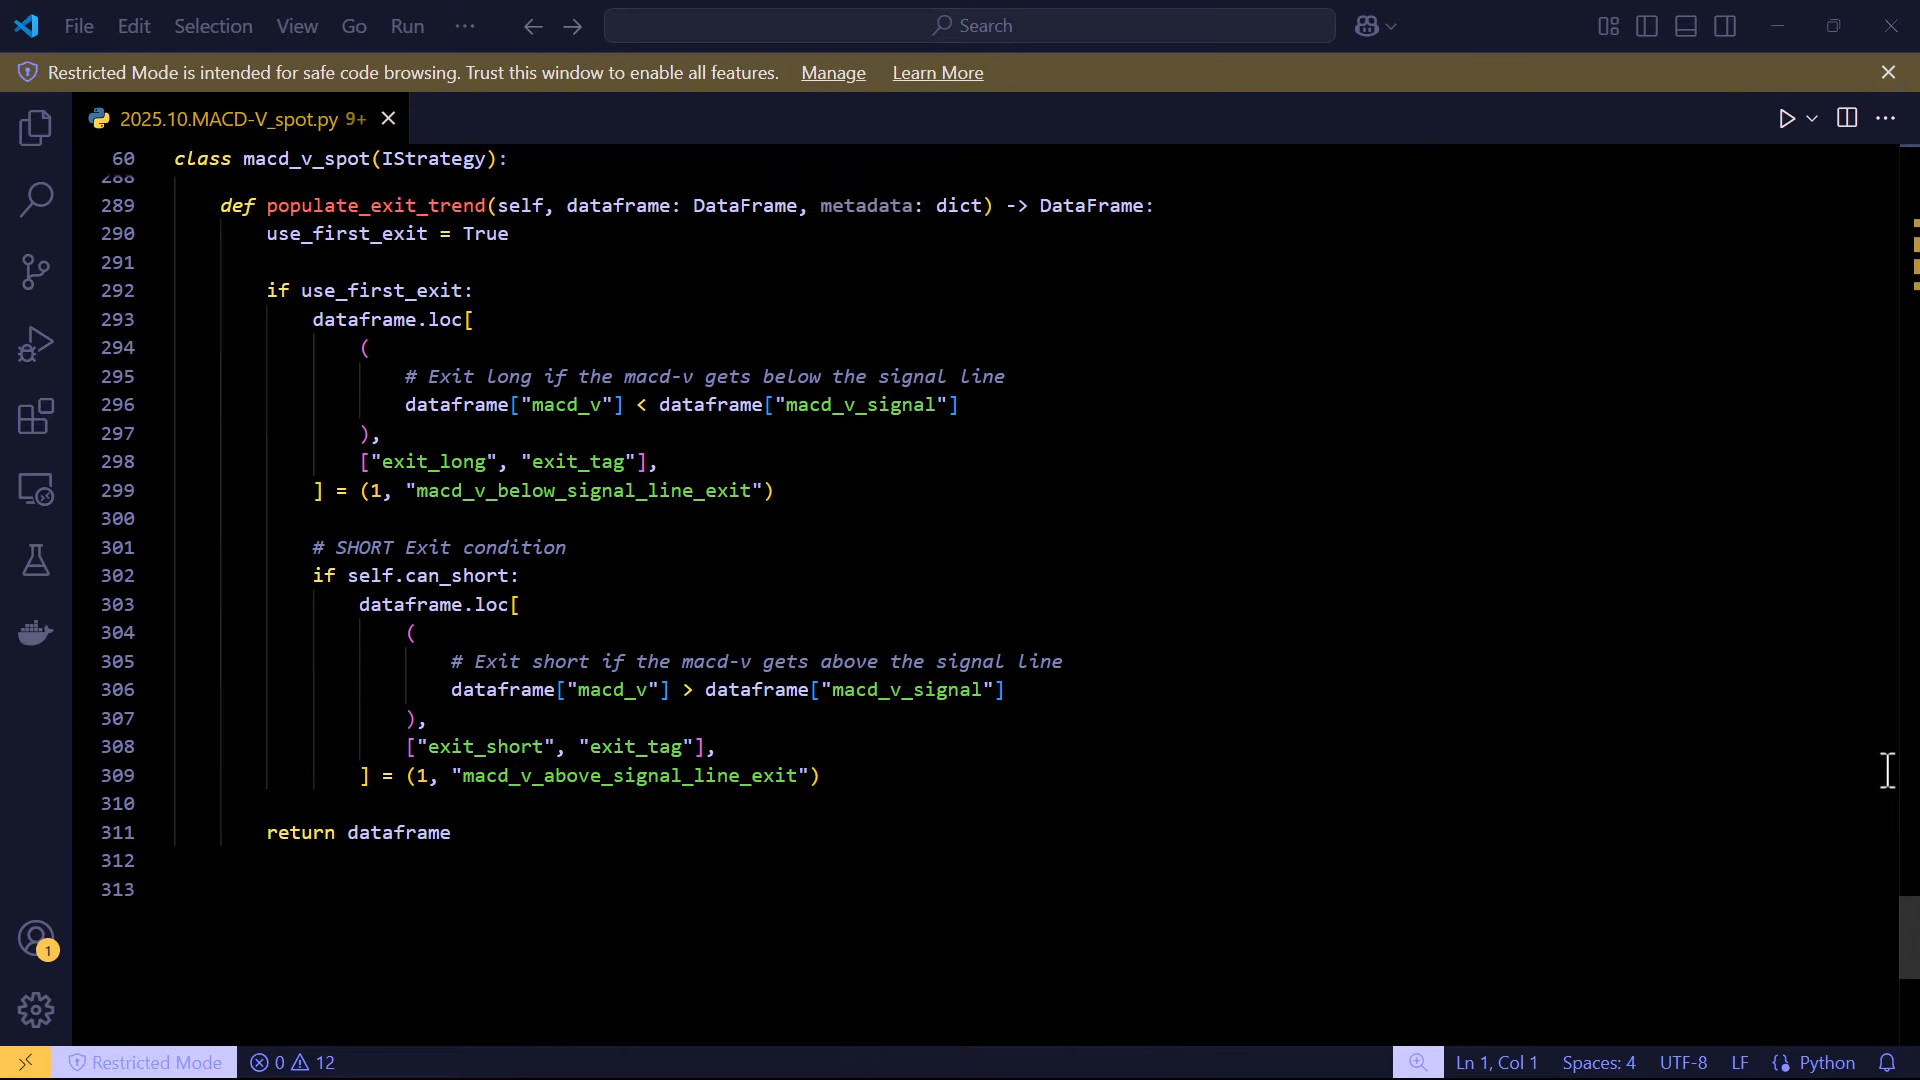 File Edit Selection View Go Run ··· Search
Restricted Mode is intended for safe code browsing. Trust this window to enable all features. Manage Learn More
2025.10.MACD-V_spot.py 9+
60 class macd_v_spot(IStrategy):
288
289 def populate_exit_trend(self, dataframe: DataFrame, metadata: dict) -> DataFrame:
290 use_first_exit = True
291
292 if use_first_exit:
293 dataframe.loc[
294 (
295 # Exit long if the macd-v gets below the signal line
296 dataframe["macd_v"] < dataframe["macd_v_signal"]
297 ),
298 ["exit_long", "exit_tag"],
299 ] = (1, "macd_v_below_signal_line_exit")
300
301 # SHORT Exit condition
302 if self.can_short:
303 dataframe.loc[
304 (
305 # Exit short if the macd-v gets above the signal line
306 dataframe["macd_v"] > dataframe["macd_v_signal"]
307 ),
308 ["exit_short", "exit_tag"],
309 ] = (1, "macd_v_above_signal_line_exit")
310
311 return dataframe
312
313
1
Restricted Mode 0 12 Ln 1, Col 1 Spaces: 4 UTF-8 LF Python